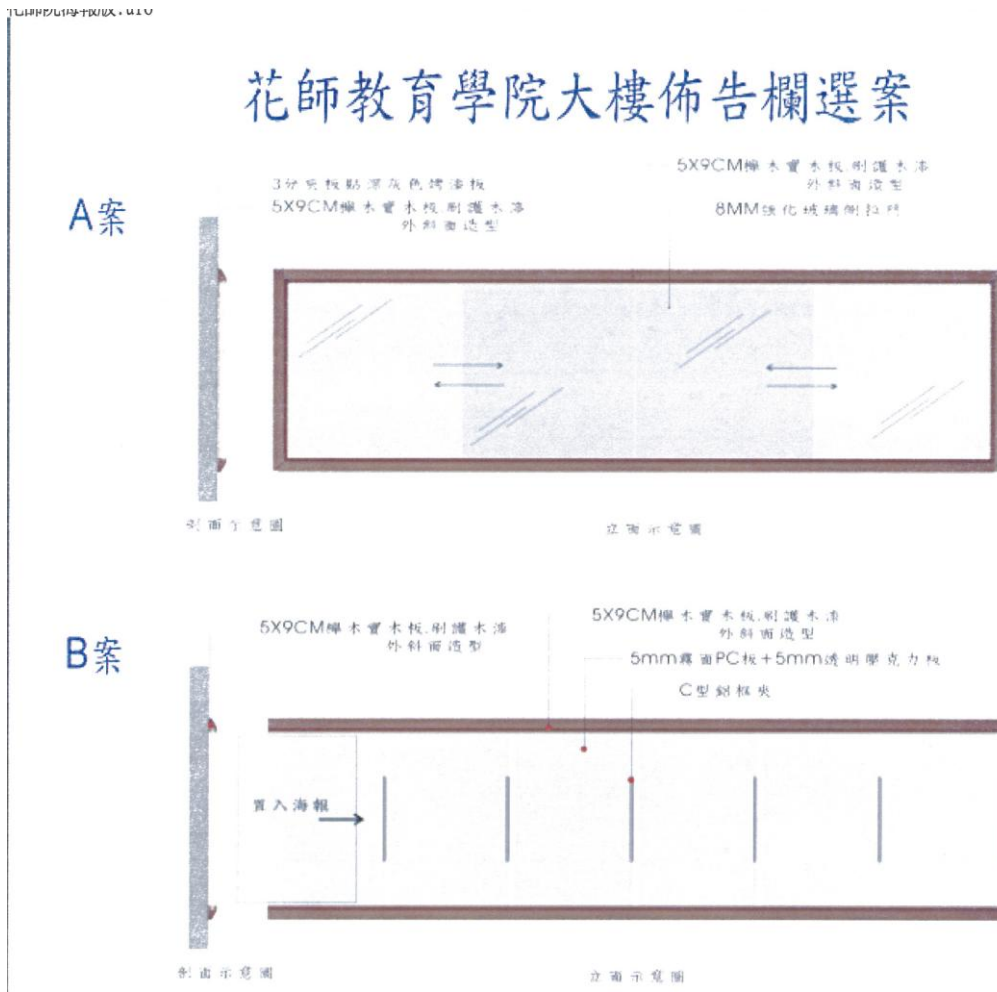 花師教育學院大樓佈告欄選案
A案
3分夾板貼深灰色烤漆板
5X9CM櫸木實木板.刷護木漆
外斜面造型
5X9CM櫸木實木板.刷護木漆
外斜面造型
8MM強化玻璃側拉門
剖面示意圖
立面示意圖
B案
5X9CM櫸木實木板.刷護木漆
外斜面造型
5X9CM櫸木實木板.刷護木漆
外斜面造型
5mm霧面PC板+5mm透明壓克力板
C型鋁框夾
置入海報
剖面示意圖
立面示意圖